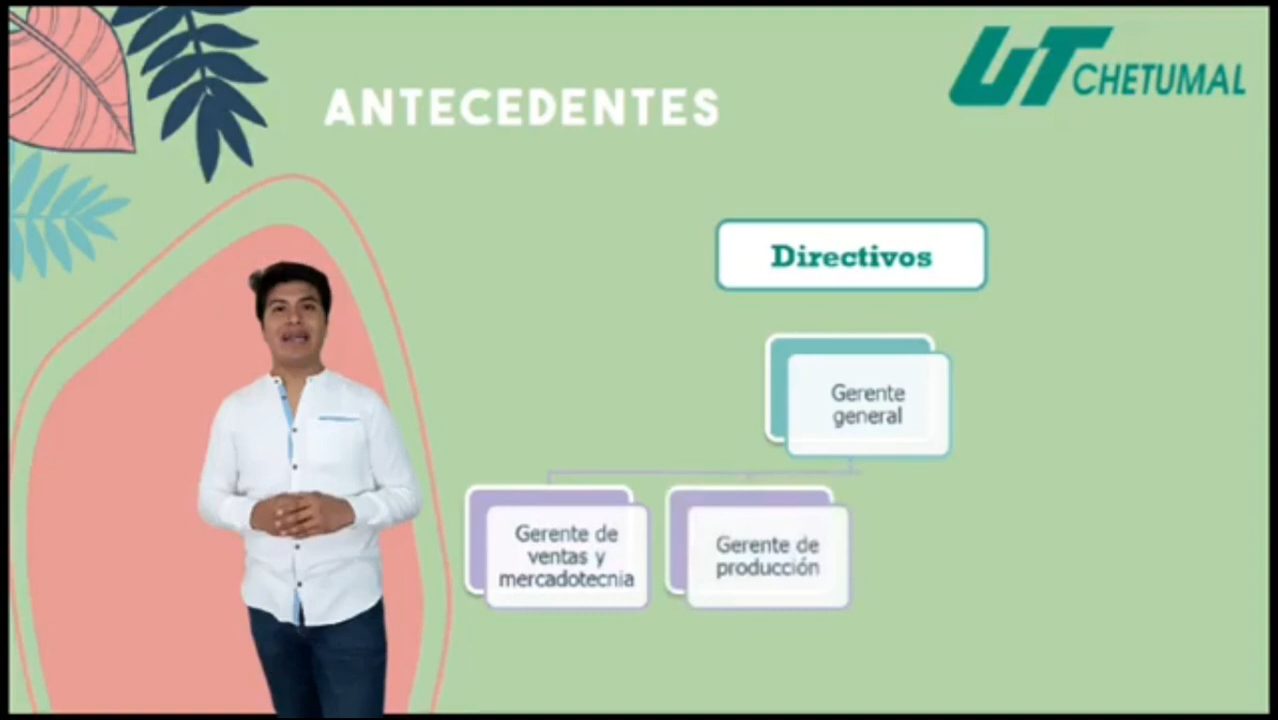 ANTECEDENTES
UT CHETUMAL
Directivos
Gerente
general
Gerente de
ventas y
mercadotecnia
Gerente de
producción